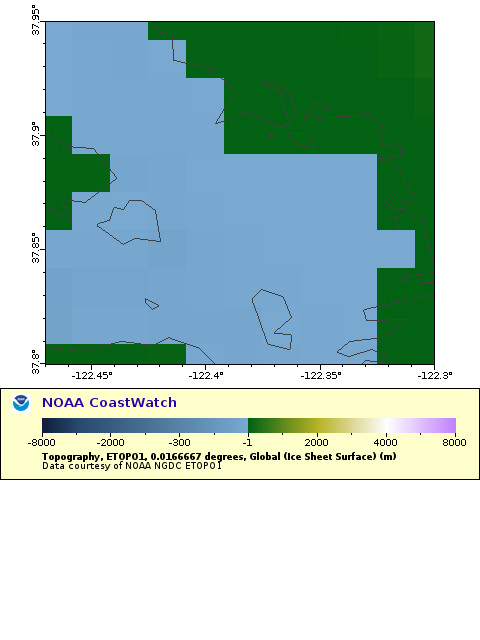 37.95°
37.9°
37.85°
37.8°
-122.45° -122.4° -122.35° -122.3°
NOAA CoastWatch
-8000 -2000 -300 -1 2000 4000 8000
Topography, ETOPO1, 0.0166667 degrees, Global (Ice Sheet Surface) (m)
Data courtesy of NOAA NGDC ETOPO1